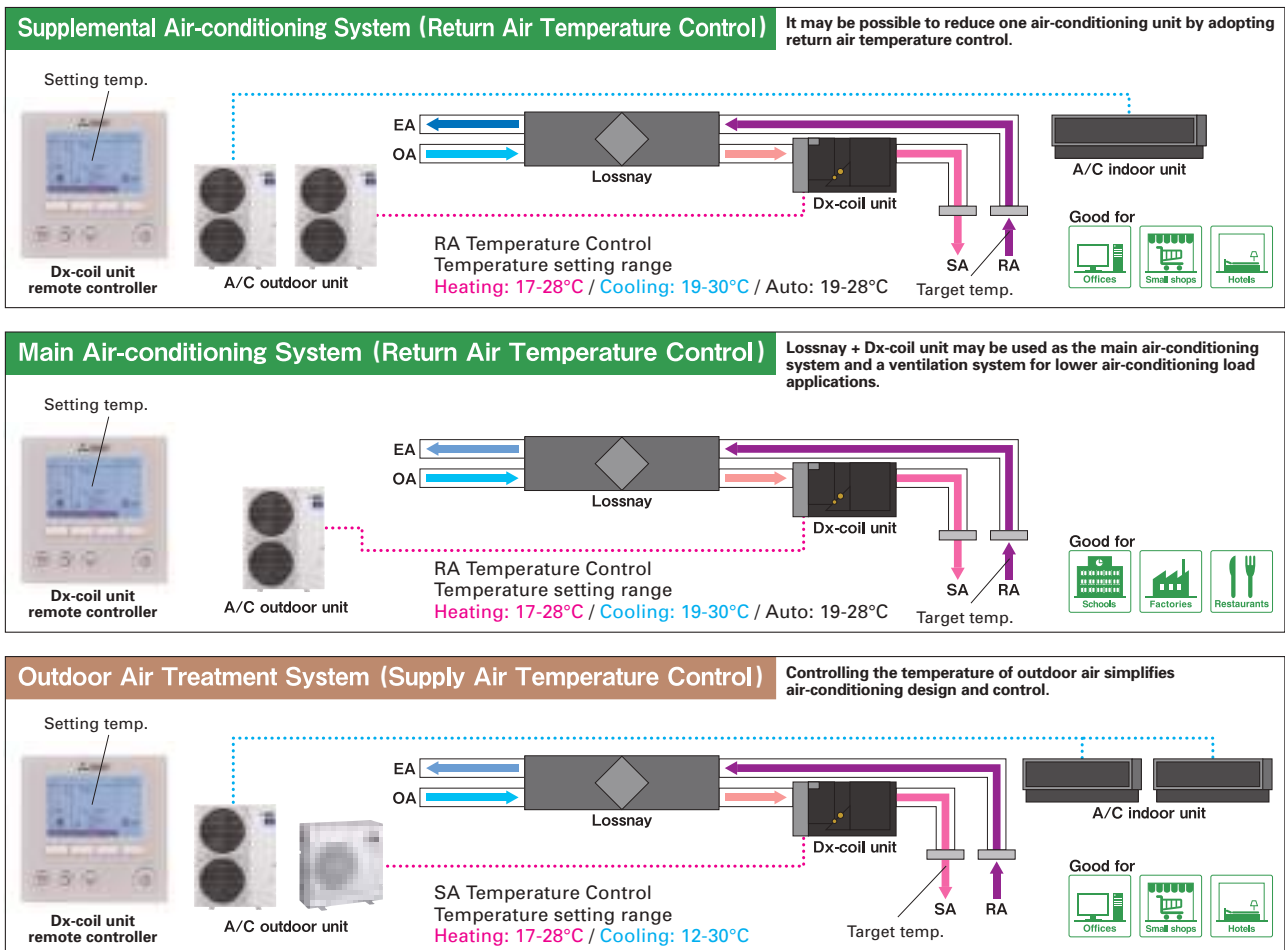 Supplemental Air-conditioning System (Return Air Temperature Control)
It may be possible to reduce one air-conditioning unit by adopting
return air temperature control.
Setting temp.
EA
OA
Lossnay
Dx-coil unit
A/C indoor unit
Dx-coil unit
remote controller
A/C outdoor unit
RA Temperature Control
Temperature setting range
Heating: 17-28°C / Cooling: 19-30°C / Auto: 19-28°C
SA
RA
Target temp.
Good for
Offices
Small shops
Hotels
Main Air-conditioning System (Return Air Temperature Control)
Lossnay + Dx-coil unit may be used as the main air-conditioning
system and a ventilation system for lower air-conditioning load
applications.
Setting temp.
EA
OA
Lossnay
Dx-coil unit
Dx-coil unit
remote controller
A/C outdoor unit
RA Temperature Control
Temperature setting range
Heating: 17-28°C / Cooling: 19-30°C / Auto: 19-28°C
SA
RA
Target temp.
Good for
Schools
Factories
Restaurants
Outdoor Air Treatment System (Supply Air Temperature Control)
Controlling the temperature of outdoor air simplifies
air-conditioning design and control.
Setting temp.
EA
OA
Lossnay
Dx-coil unit
A/C indoor unit
Dx-coil unit
remote controller
A/C outdoor unit
SA Temperature Control
Temperature setting range
Heating: 17-28°C / Cooling: 12-30°C
SA
RA
Target temp.
Good for
Offices
Small shops
Hotels